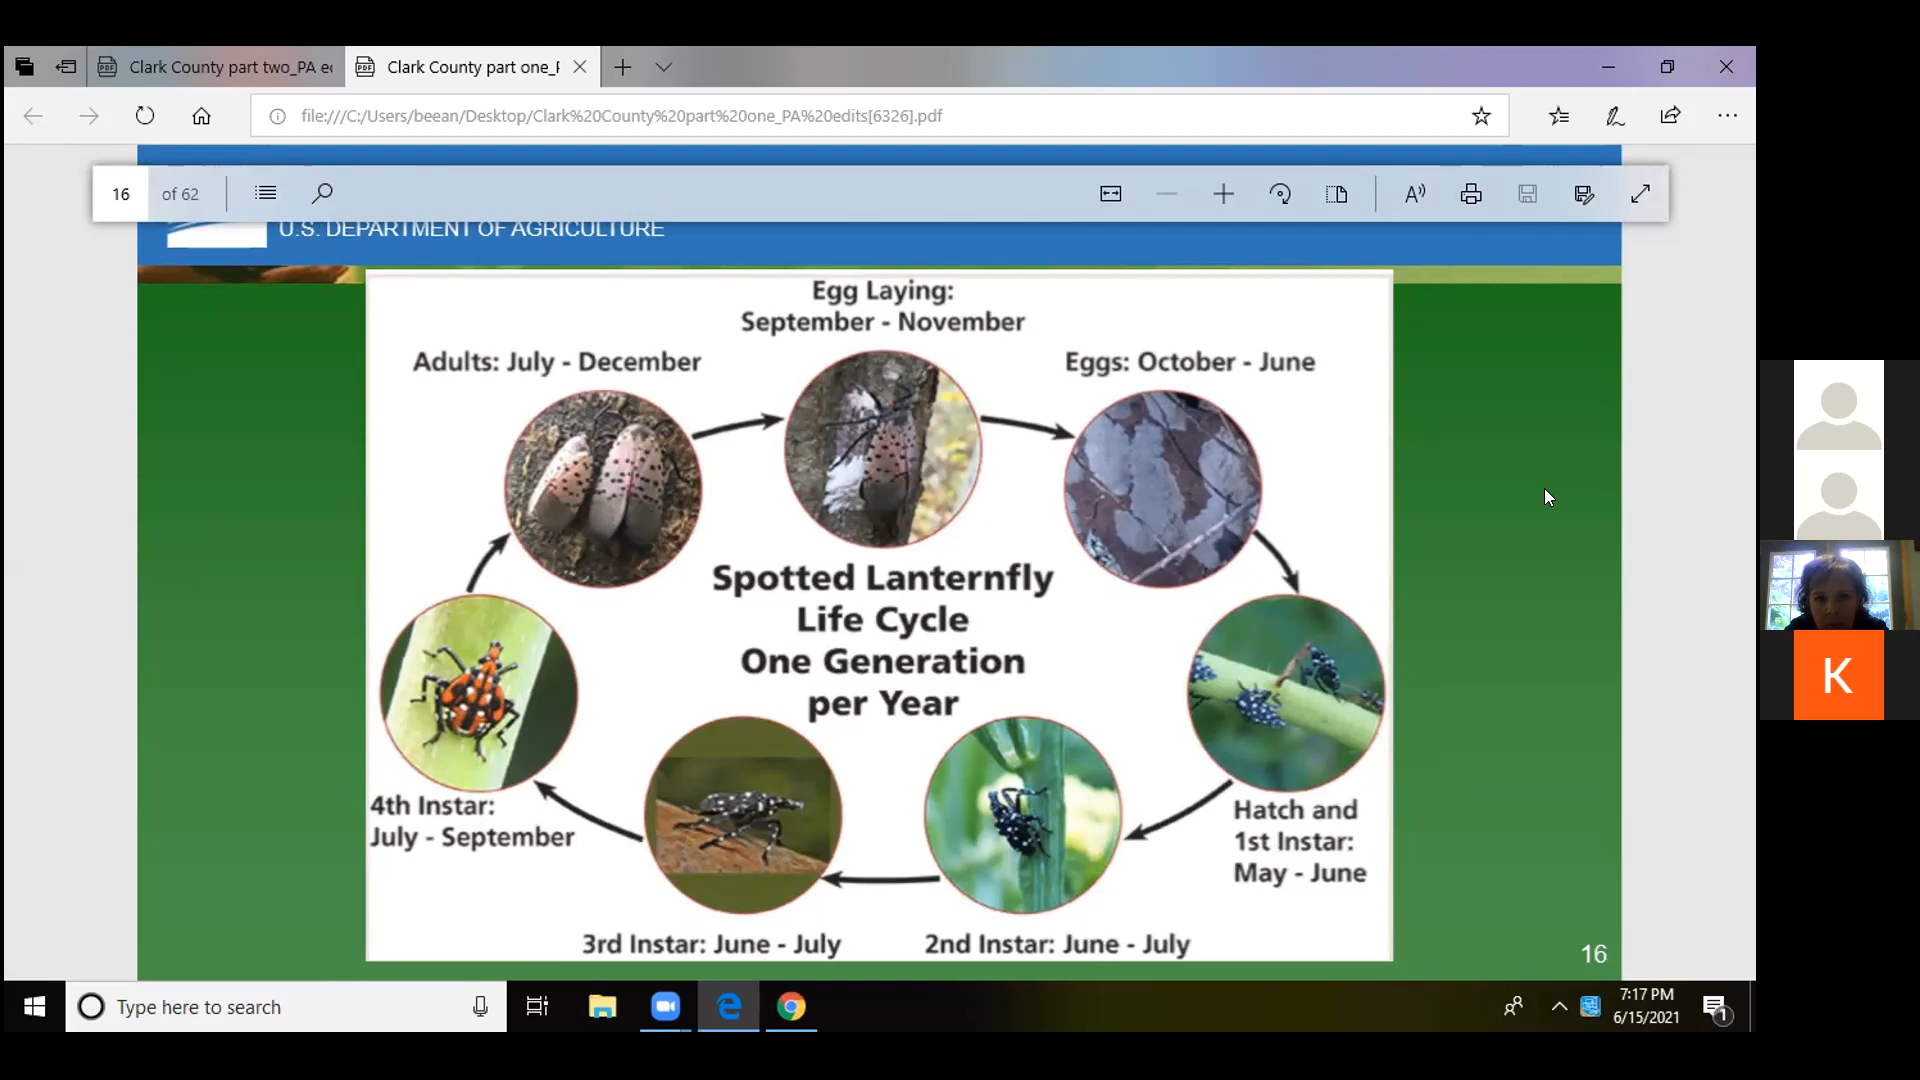 Clark County part two_PA e
Clark County part one_F
file:///C:/Users/beean/Desktop/Clark%20County%20part%20one_PA%20edits[6326].pdf
16 of 62
U.S. DEPARTMENT OF AGRICULTURE
Egg Laying:
September - November
Adults: July - December
Eggs: October - June
Spotted Lanternfly
Life Cycle
One Generation
per Year
4th Instar:
July - September
Hatch and
1st Instar:
May - June
3rd Instar: June - July
2nd Instar: June - July
16
K
Type here to search
7:17 PM
6/15/2021
1